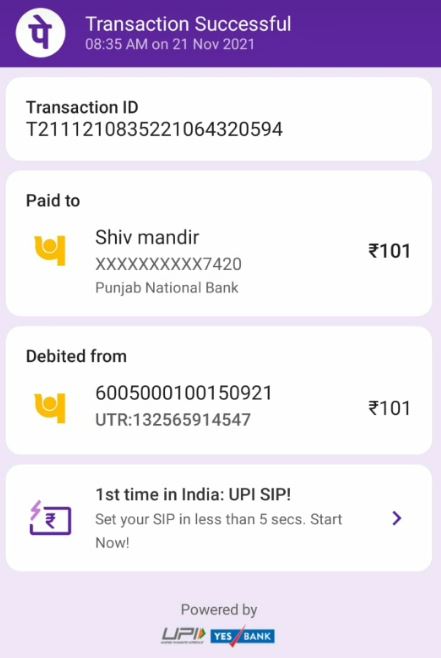 पे
Transaction Successful
08:35 AM on 21 Nov 2021
Transaction ID
T2111210835221064320594
Paid to
Shiv mandir
₹101
XXXXXXXXXX7420
Punjab National Bank
Debited from
6005000100150921
₹101
UTR:132565914547
1st time in India: UPI SIP!
Set your SIP in less than 5 secs. Start
Now!
Powered by
UPI YES BANK